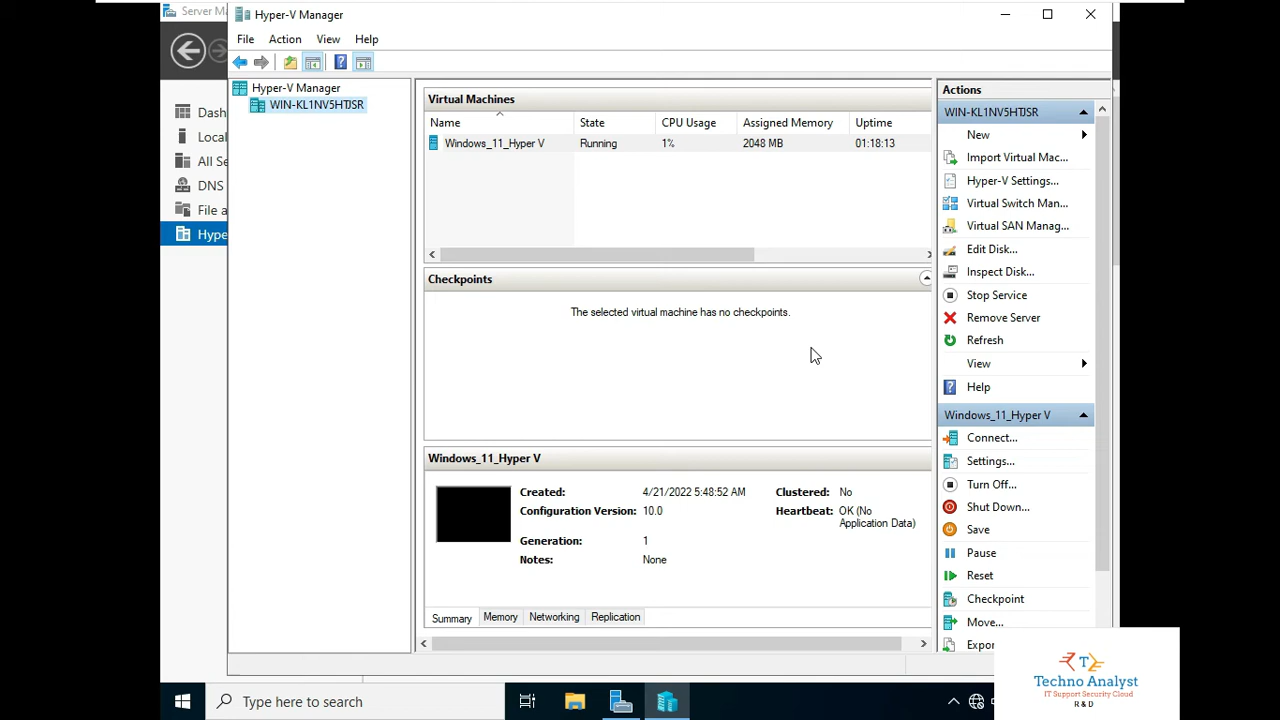 Server Ma
Hyper-V Manager
File Action View Help
Dash
Local
All Se
DNS
File a
Hype
Hyper-V Manager
WIN-KL1NV5HTJSR
Virtual Machines
Name State CPU Usage Assigned Memory Uptime
Windows_11_Hyper V Running 1% 2048 MB 01:18:13
Checkpoints
The selected virtual machine has no checkpoints.
Windows_11_Hyper V
Created: 4/21/2022 5:48:52 AM Clustered: No
Configuration Version: 10.0 Heartbeat: OK (No
Application Data)
Generation: 1
Notes: None
Summary Memory Networking Replication
Actions
WIN-KL1NV5HTJSR
New
Import Virtual Mac...
Hyper-V Settings...
Virtual Switch Man...
Virtual SAN Manag...
Edit Disk...
Inspect Disk...
Stop Service
Remove Server
Refresh
View
Help
Windows_11_Hyper V
Connect...
Settings...
Turn Off...
Shut Down...
Save
Pause
Reset
Checkpoint
Move...
Expor
Type here to search
T
Techno Analyst
IT Support Security Cloud
R & D